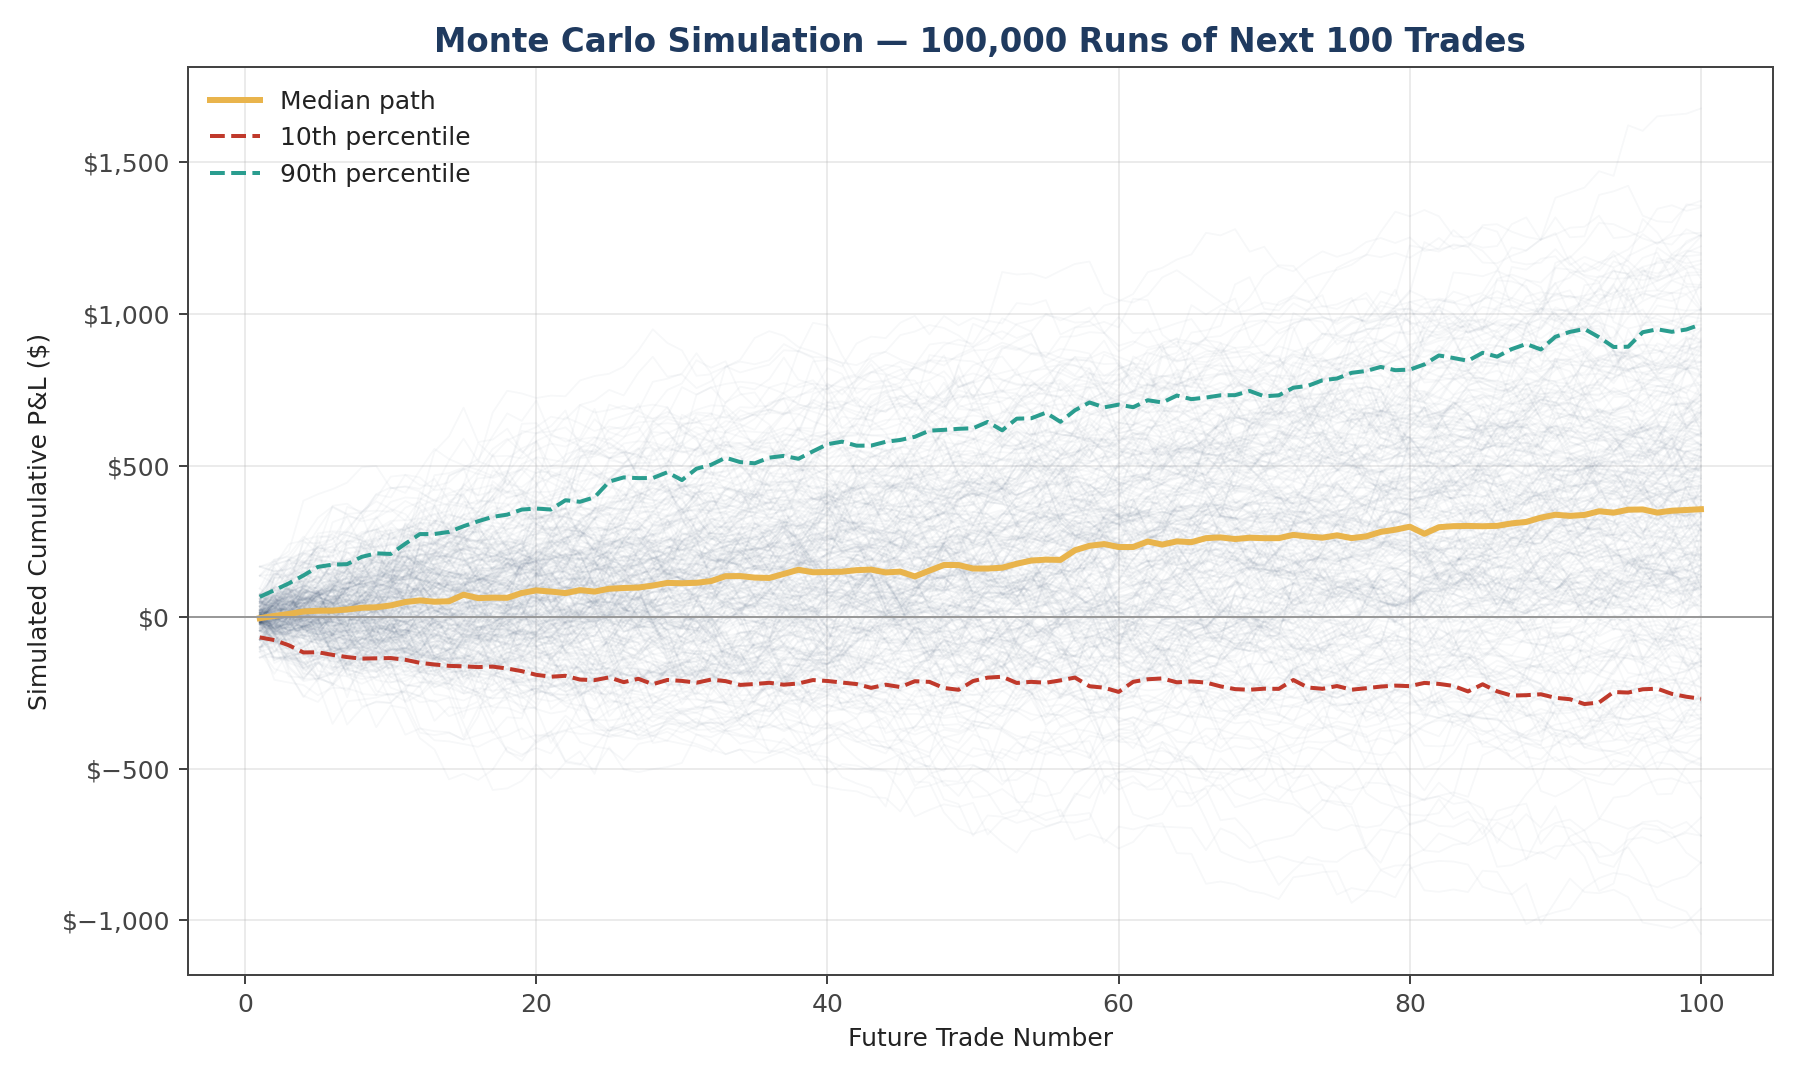 Monte Carlo Simulation — 100,000 Runs of Next 100 Trades
Median path
10th percentile
90th percentile
Simulated Cumulative P&L ($)
$1,500
$1,000
$500
$0
$−500
$−1,000
0 20 40 60 80 100
Future Trade Number